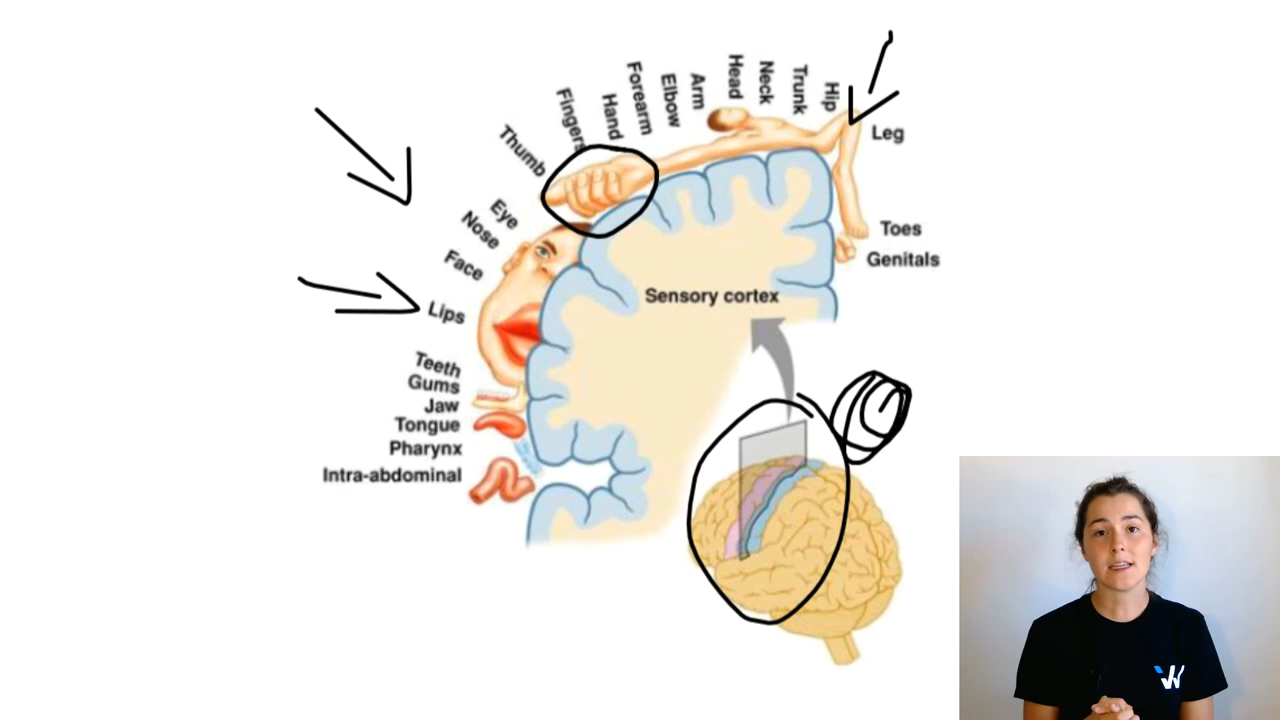 Intra-abdominal
Pharynx
Tongue
Jaw
Gums
Teeth
Lips
Face
Nose
Eye
Thumb
Fingers
Hand
Forearm
Elbow
Arm
Head
Neck
Trunk
Hip
Leg
Toes
Genitals
Sensory cortex
W